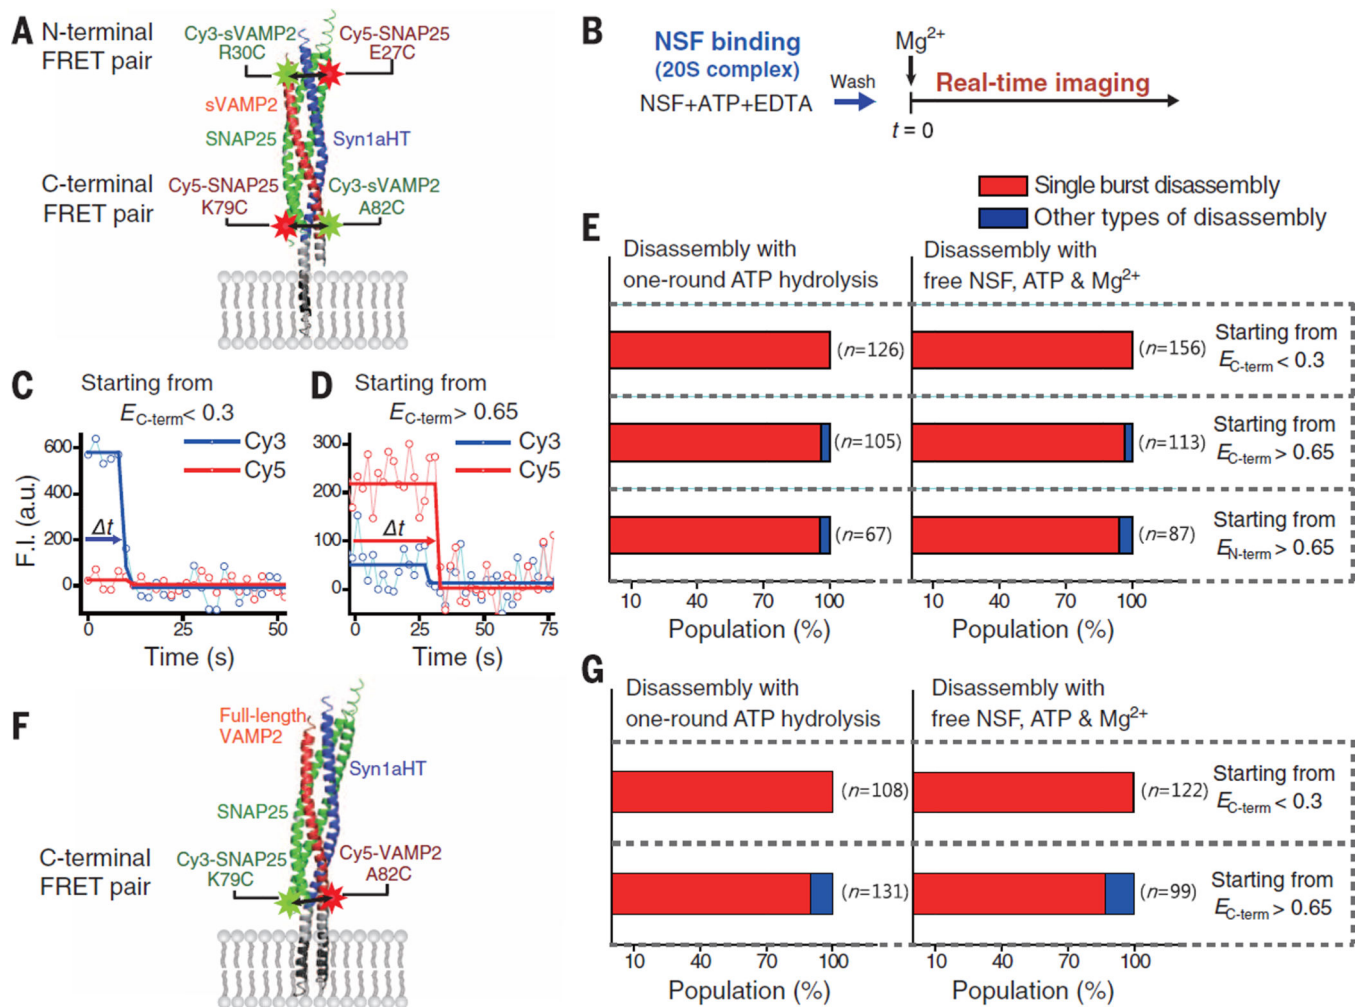 A
N-terminal
FRET pair
Cy3-sVAMP2
R30C
Cy5-SNAP25
E27C
sVAMP2
SNAP25
Syn1aHT
C-terminal
FRET pair
Cy5-SNAP25
K79C
Cy3-sVAMP2
A82C
B
NSF binding
(20S complex)
NSF+ATP+EDTA
Wash
Mg²⁺
Real-time imaging
t = 0
Single burst disassembly
Other types of disassembly
C
Starting from
E_C-term < 0.3
Cy3
Cy5
Δt
F.I. (a.u.)
600
400
200
0
0
25
50
Time (s)
D
Starting from
E_C-term > 0.65
Cy3
Cy5
Δt
300
200
100
0
0
25
50
75
Time (s)
E
Disassembly with
one-round ATP hydrolysis
Disassembly with
free NSF, ATP & Mg²⁺
(n=126)
(n=156)
Starting from
E_C-term < 0.3
(n=105)
(n=113)
Starting from
E_C-term > 0.65
(n=67)
(n=87)
Starting from
E_N-term > 0.65
10 40 70 100
10 40 70 100
Population (%)
Population (%)
F
Full-length
VAMP2
Syn1aHT
SNAP25
C-terminal
FRET pair
Cy3-SNAP25
K79C
Cy5-VAMP2
A82C
G
Disassembly with
one-round ATP hydrolysis
Disassembly with
free NSF, ATP & Mg²⁺
(n=108)
(n=122)
Starting from
E_C-term < 0.3
(n=131)
(n=99)
Starting from
E_C-term > 0.65
10 40 70 100
10 40 70 100
Population (%)
Population (%)